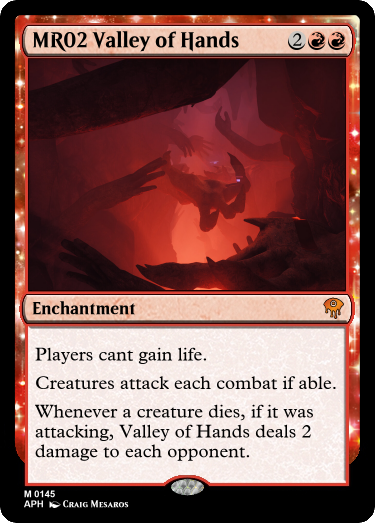 MR02 Valley of Hands 2
Enchantment
Players cant gain life.
Creatures attack each combat if able.
Whenever a creature dies, if it was
attacking, Valley of Hands deals 2
damage to each opponent.
M 0145
APH Craig Mesaros